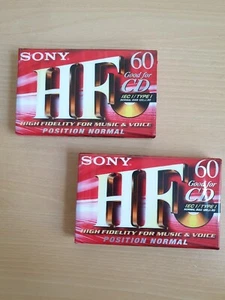 SONY
60
HF
Good for
CD
IEC I / TYPE I
HIGH FIDELITY FOR MUSIC & VOICE
POSITION NORMAL
SONY
60
HF
Good for
CD
IEC I / TYPE I
HIGH FIDELITY FOR MUSIC & VOICE
POSITION NORMAL